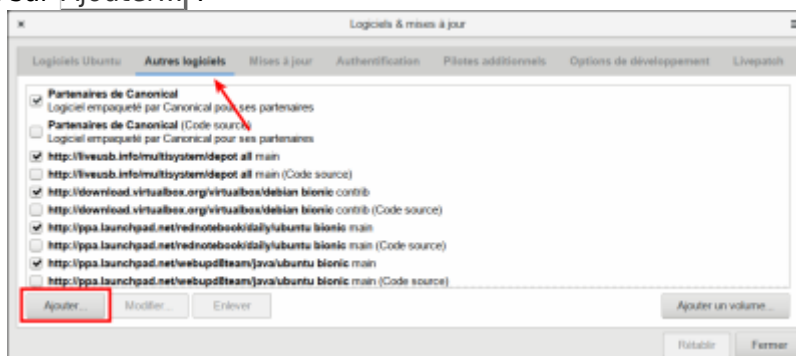 sur Ajouter... .
Logiciels & mises à jour
Logiciels Ubuntu Autres logiciels Mises à jour Authentification Pilotes additionnels Options de développement Livepatch
Partenaires de Canonical
Logiciel empaqueté par Canonical pour ses partenaires
Partenaires de Canonical (Code source)
Logiciel empaqueté par Canonical pour ses partenaires
http://liveusb.info/multisystem/depot all main
http://liveusb.info/multisystem/depot all main (Code source)
http://download.virtualbox.org/virtualbox/debian bionic contrib
http://download.virtualbox.org/virtualbox/debian bionic contrib (Code source)
http://ppa.launchpad.net/rednotebook/daily/ubuntu bionic main
http://ppa.launchpad.net/rednotebook/daily/ubuntu bionic main (Code source)
http://ppa.launchpad.net/webupd8team/java/ubuntu bionic main
http://ppa.launchpad.net/webupd8team/java/ubuntu bionic main (Code source)
Ajouter... Modifier... Enlever Ajouter un volume...
Rétablir Fermer